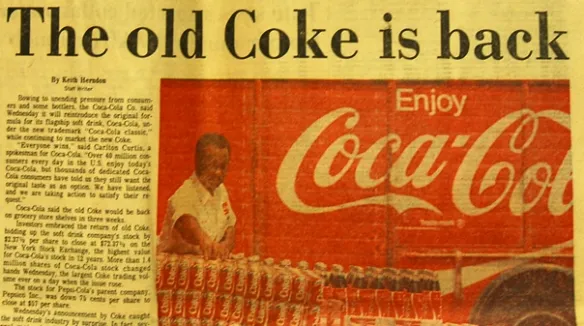 The old Coke is back
By Keith Herndon
Staff Writer
Bowing to unending pressure from consum-
ers and some bottlers, the Coca-Cola Co. said
Wednesday it will reintroduce the original for-
mula for its flagship soft drink, Coca-Cola, un-
der the new trademark "Coca-Cola classic,"
while continuing to market the new Coke.
"Everyone wins," said Carlton Curtis, a
spokesman for Coca-Cola. "Over 40 million con-
sumers every day in the U.S. enjoy today's
Coca-Cola, but thousands of dedicated Coca-
Cola consumers have told us they still want the
original taste as an option. We have listened,
and we are taking action to satisfy their re-
quest."
Coca-Cola said the old Coke would be back
on grocery store shelves in three weeks.
Investors embraced the return of old Coke,
bidding up the soft drink company's stock by
per share to close at on the
New York Stock Exchange, the highest value
for Coca-Cola's stock in 12 years. More than 1.8
million shares of Coca-Cola stock changed
hands Wednesday, the largest Coke trading vol-
ume ever on a day when the issue rose.
The stock for Pepsi-Cola's parent company,
Pepsico Inc., was down 75 cents per share to
close at $57 per share.
Wednesday's announcement by Coke caught
the soft drink industry by surprise. In fact,
Enjoy
Coca-Col